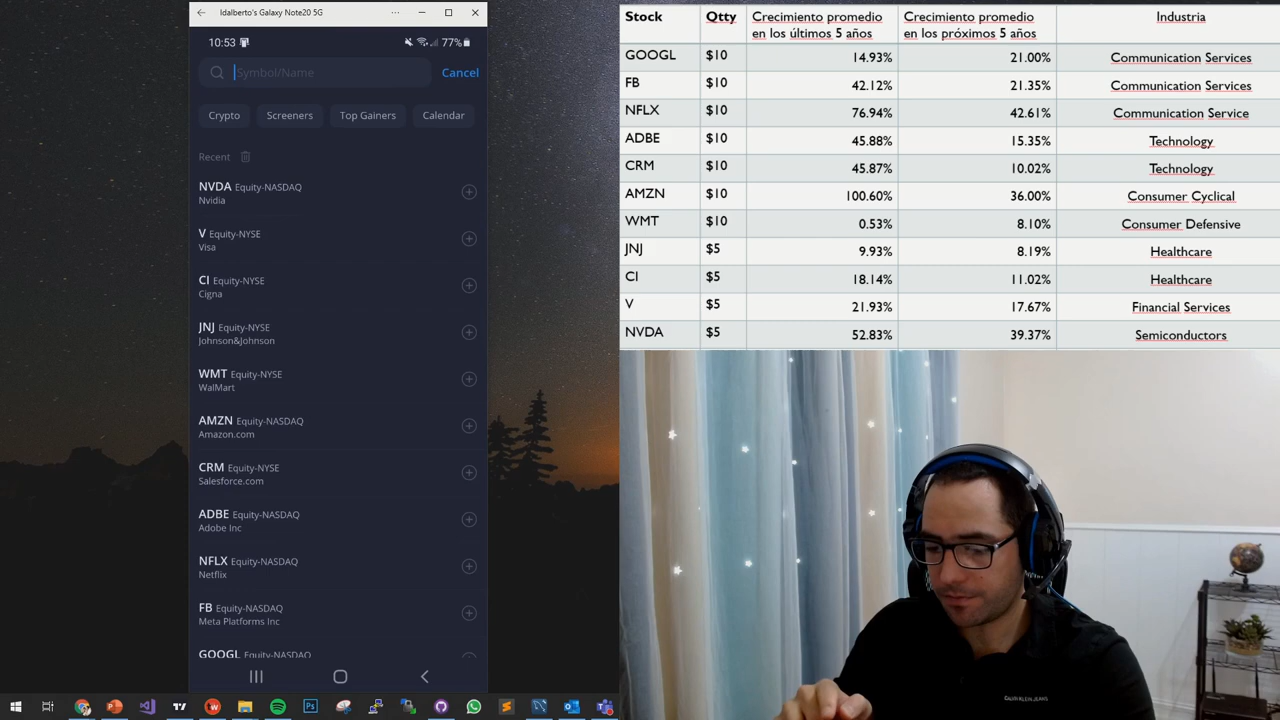 Idalberto's Galaxy Note20 5G
10:53
77%
Symbol/Name
Cancel
Crypto
Screeners
Top Gainers
Calendar
Recent
NVDA Equity-NASDAQ
Nvidia
V Equity-NYSE
Visa
CI Equity-NYSE
Cigna
JNJ Equity-NYSE
Johnson&Johnson
WMT Equity-NYSE
WalMart
AMZN Equity-NASDAQ
Amazon.com
CRM Equity-NYSE
Salesforce.com
ADBE Equity-NASDAQ
Adobe Inc
NFLX Equity-NASDAQ
Netflix
FB Equity-NASDAQ
Meta Platforms Inc
GOOGL Equity-NASDAQ
Stock Qtty Crecimiento promedio en los últimos 5 años Crecimiento promedio en los próximos 5 años Industria
GOOGL $10 14.93% 21.00% Communication Services
FB $10 42.12% 21.35% Communication Services
NFLX $10 76.94% 42.61% Communication Service
ADBE $10 45.88% 15.35% Technology
CRM $10 45.87% 10.02% Technology
AMZN $10 100.60% 36.00% Consumer Cyclical
WMT $10 0.53% 8.10% Consumer Defensive
JNJ $5 9.93% 8.19% Healthcare
CI $5 18.14% 11.02% Healthcare
V $5 21.93% 17.67% Financial Services
NVDA $5 52.83% 39.37% Semiconductors
CALVIN KLEIN JEANS